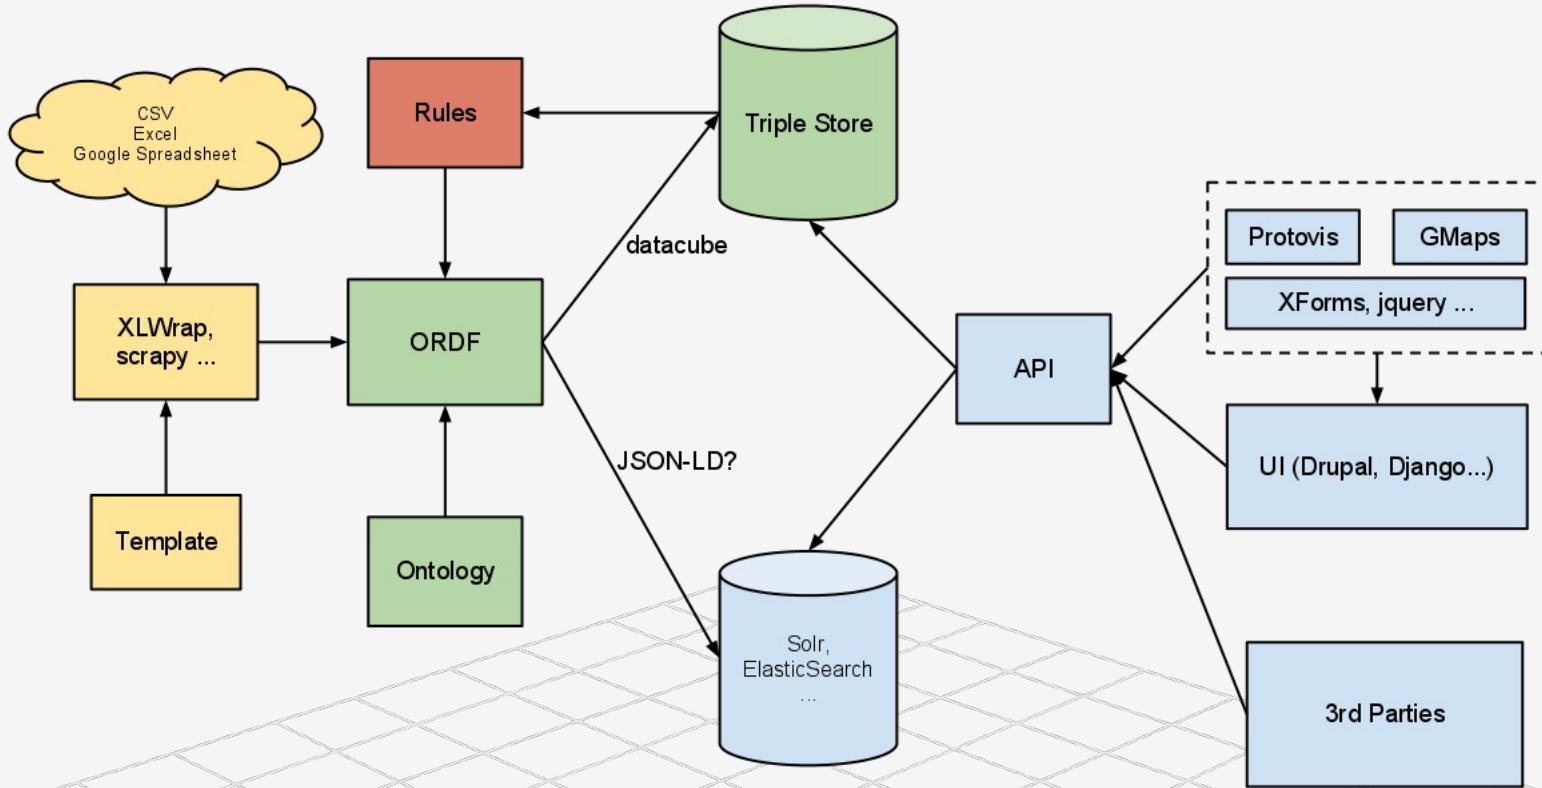 CSV
Excel
Google Spreadsheet
Rules
Triple Store
datacube
Protovis
GMaps
XForms, jquery ...
XLWrap,
scrapy ...
ORDF
API
JSON-LD?
UI (Drupal, Django...)
Template
Ontology
Solr,
ElasticSearch
...
3rd Parties